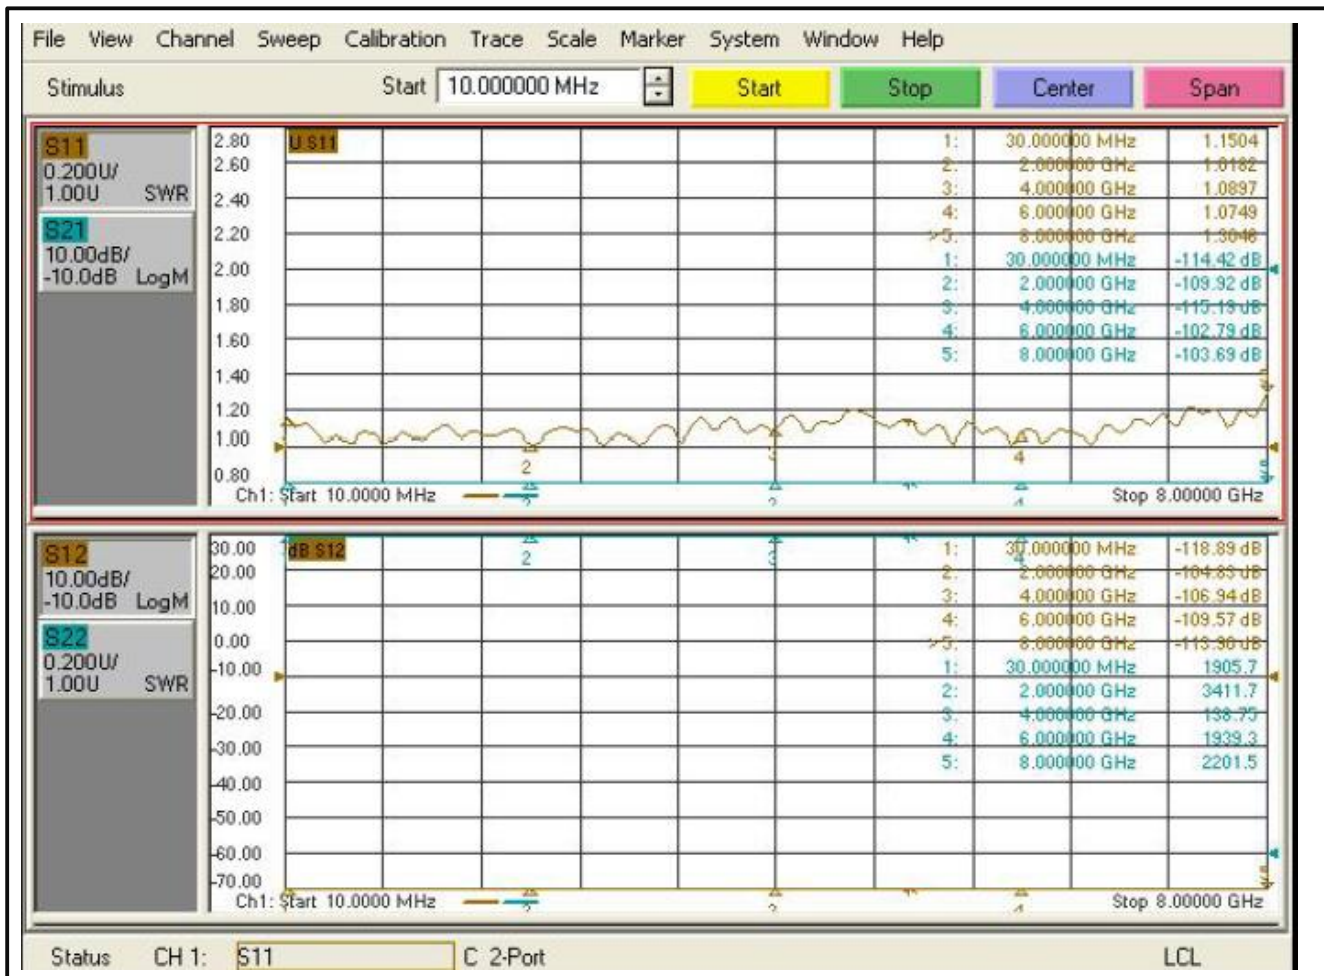 File View Channel Sweep Calibration Trace Scale Marker System Window Help
Stimulus Start 10.000000 MHz Start Stop Center Span
S11
0.200U/
1.00U SWR
S21
10.00dB/
-10.0dB LogM
2.80
2.60
2.40
2.20
2.00
1.80
1.60
1.40
1.20
1.00
0.80
U S11
1: 30.000000 MHz 1.1504
2: 2.000000 GHz 1.0182
3: 4.000000 GHz 1.0897
4: 6.000000 GHz 1.0749
>5: 8.000000 GHz 1.3046
1: 30.000000 MHz -114.42 dB
2: 2.000000 GHz -109.92 dB
3: 4.000000 GHz -115.19 dB
4: 6.000000 GHz -102.79 dB
5: 8.000000 GHz -103.69 dB
2
3
4
Ch1: Start 10.0000 MHz Stop 8.00000 GHz
S12
10.00dB/
-10.0dB LogM
S22
0.200U/
1.00U SWR
30.00
20.00
10.00
0.00
-10.00
-20.00
-30.00
-40.00
-50.00
-60.00
-70.00
dB S12
2
3
4
1: 30.000000 MHz -118.89 dB
2: 2.000000 GHz -104.83 dB
3: 4.000000 GHz -106.94 dB
4: 6.000000 GHz -109.57 dB
>5: 8.000000 GHz -113.90 dB
1: 30.000000 MHz 1905.7
2: 2.000000 GHz 3411.7
3: 4.000000 GHz 138.75
4: 6.000000 GHz 1939.3
5: 8.000000 GHz 2201.5
Ch1: Start 10.0000 MHz Stop 8.00000 GHz
Status CH 1: S11 C 2-Port LCL